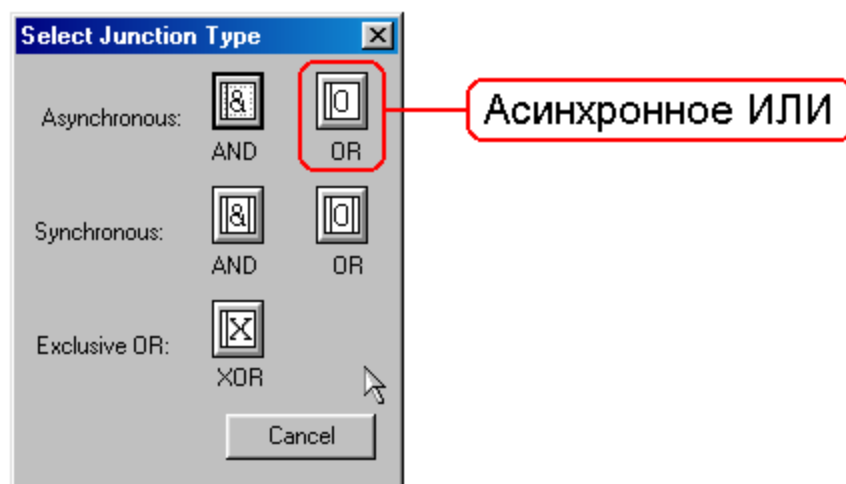 Select Junction Type
Asynchronous: & O
AND OR
Асинхронное ИЛИ
Synchronous: & O
AND OR
Exclusive OR: X
XOR
Cancel